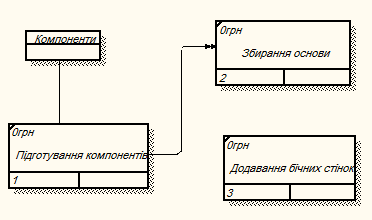 Компоненти
0грн
Підготування компонентів
1
0грн
Збирання основи
2
0грн
Додавання бічних стінок
3